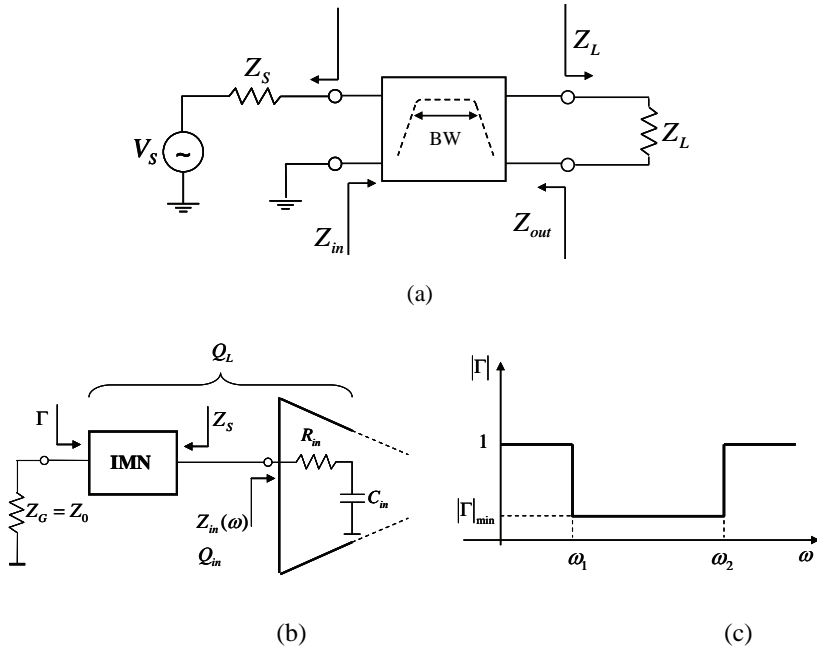 Z_S
Z_L
V_S
~
BW
Z_L
Z_in
Z_out
(a)
Q_L
Γ
Z_S
IMN
R_in
C_in
Z_G = Z_0
Z_in(ω)
Q_in
(b)
|Γ|
1
|Γ|_min
ω_1
ω_2
ω
(c)